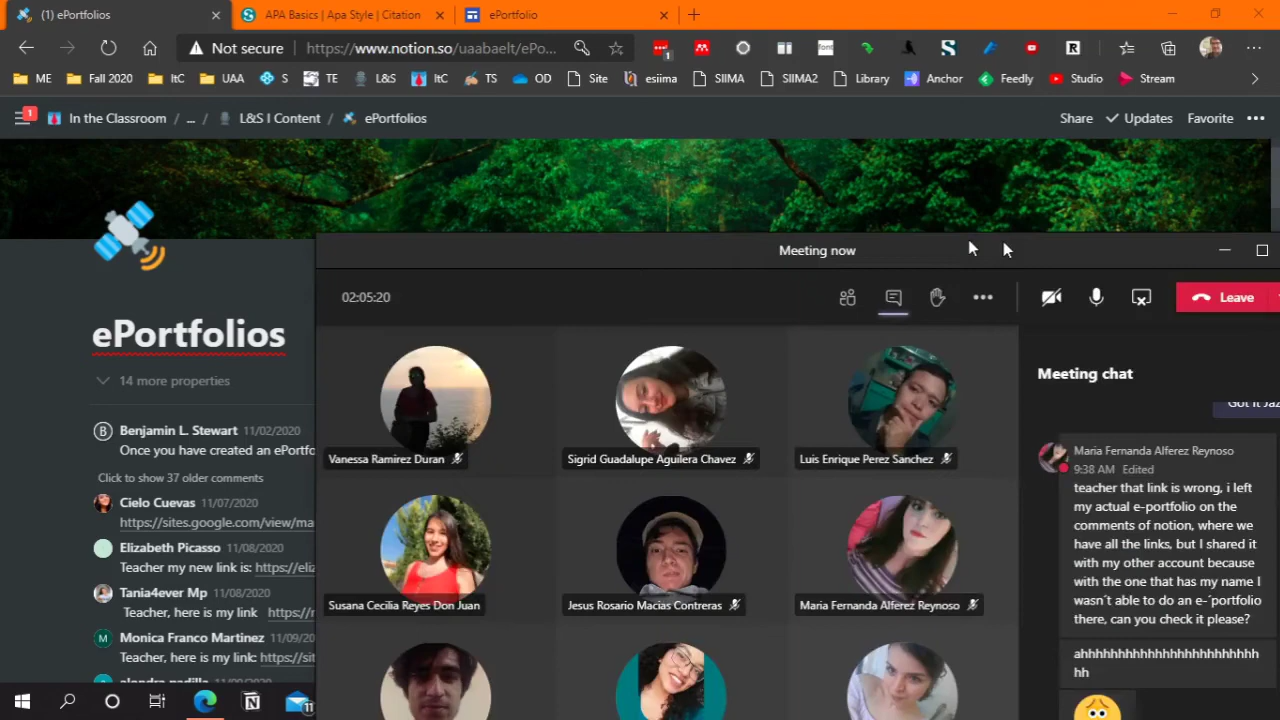 (1) ePortfolios
APA Basics | Apa Style | Citation
ePortfolio
Not secure
https://www.notion.so/uaabaelt/ePo...
1
font
R
ME
Fall 2020
ItC
UAA
S
TE
L&S
ItC
TS
OD
Site
esiima
SIIMA
SIIMA2
Library
Anchor
Feedly
Studio
Stream
1
In the Classroom / ... / L&S I Content / ePortfolios
Share
Updates
Favorite
Meeting now
02:05:20
Leave
ePortfolios
14 more properties
B
Benjamin L. Stewart 11/02/2020
Once you have created an ePortfo
Click to show 37 older comments
Cielo Cuevas 11/07/2020
https://sites.google.com/view/ma
Elizabeth Picasso 11/08/2020
Teacher my new link is: https://eliz
Tania4ever Mp 11/08/2020
Teacher, here is my link https://r
M
Monica Franco Martinez 11/09/20
Teacher, here is my link: https://sit
Vanessa Ramirez Duran
Sigrid Guadalupe Aguilera Chavez
Luis Enrique Perez Sanchez
Susana Cecilia Reyes Don Juan
Jesus Rosario Macias Contreras
Maria Fernanda Alferez Reynoso
Meeting chat
Got it Jaz
Maria Fernanda Alferez Reynoso
9:38 AM Edited
teacher that link is wrong, i left
my actual e-portfolio on the
comments of notion, where we
have all the links, but I shared it
with my other account because
with the one that has my name I
wasn´t able to do an e-´portfolio
there, can you check it please?
ahhhhhhhhhhhhhhhhhhhhhhhh
hh
11